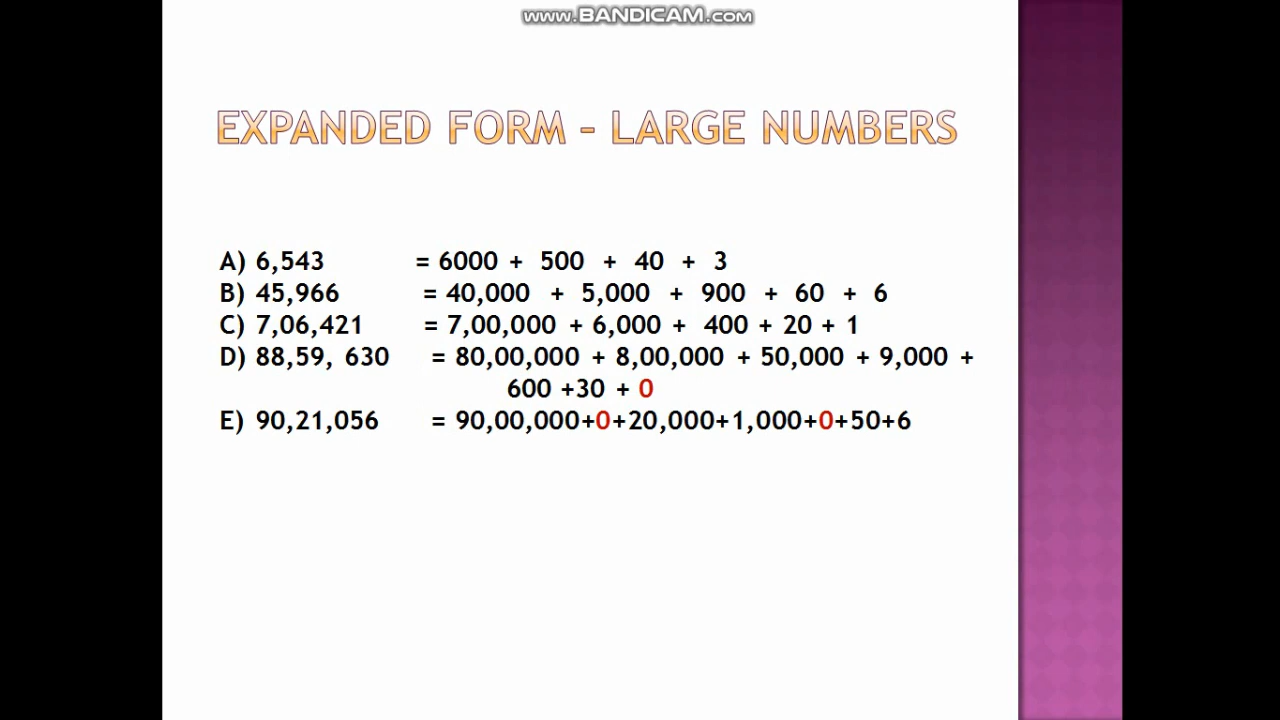 www.BANDICAM.com
EXPANDED FORM – LARGE NUMBERS
A) 6,543 = 6000 + 500 + 40 + 3
B) 45,966 = 40,000 + 5,000 + 900 + 60 + 6
C) 7,06,421 = 7,00,000 + 6,000 + 400 + 20 + 1
D) 88,59, 630 = 80,00,000 + 8,00,000 + 50,000 + 9,000 +
600 +30 + 0
E) 90,21,056 = 90,00,000+0+20,000+1,000+0+50+6